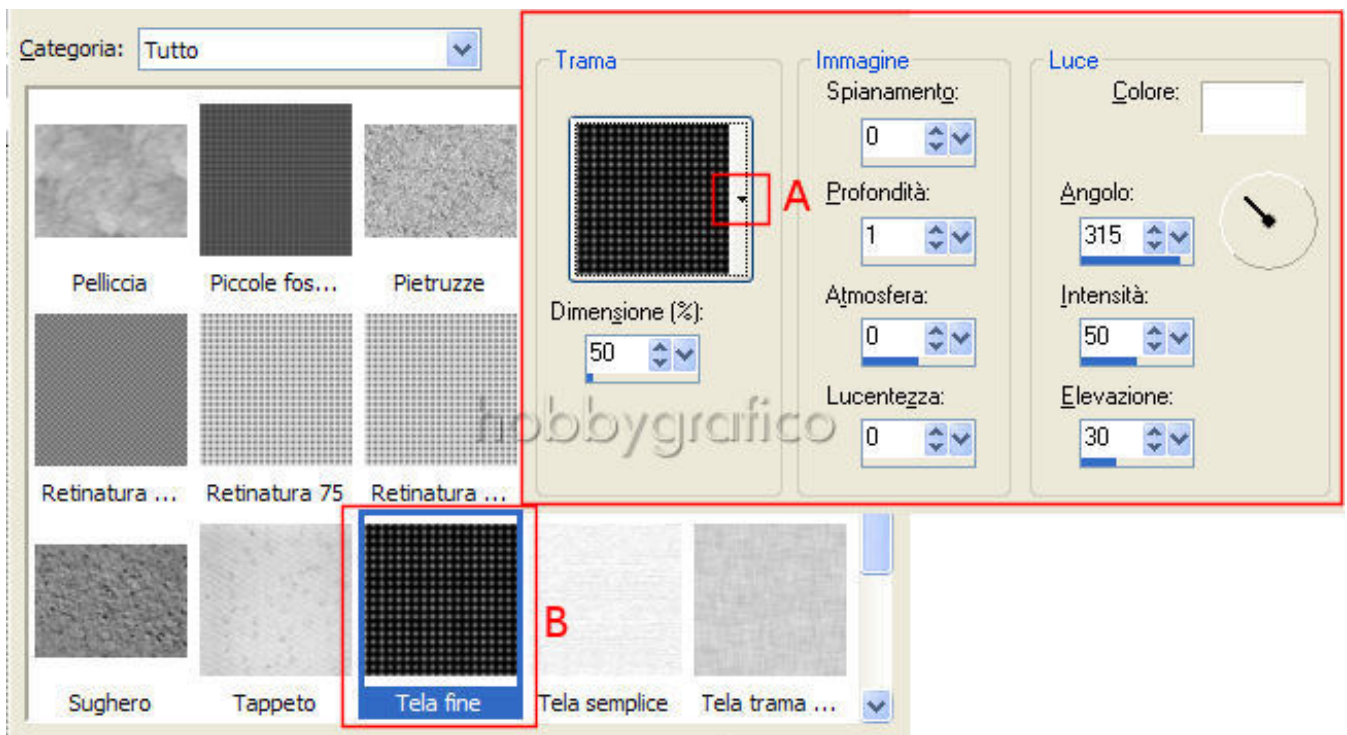 Categoria: Tutto
Pelliccia Piccole fos... Pietruzze
Retinatura ... Retinatura 75 Retinatura ...
Sughero Tappeto Tela fine Tela semplice Tela trama ...
B
Trama
A
Dimensione (%):
50
Immagine
Spianamento:
0
Profondità:
1
Atmosfera:
0
Lucentezza:
0
Luce
Colore:
Angolo:
315
Intensità:
50
Elevazione:
30
hobbygrafico